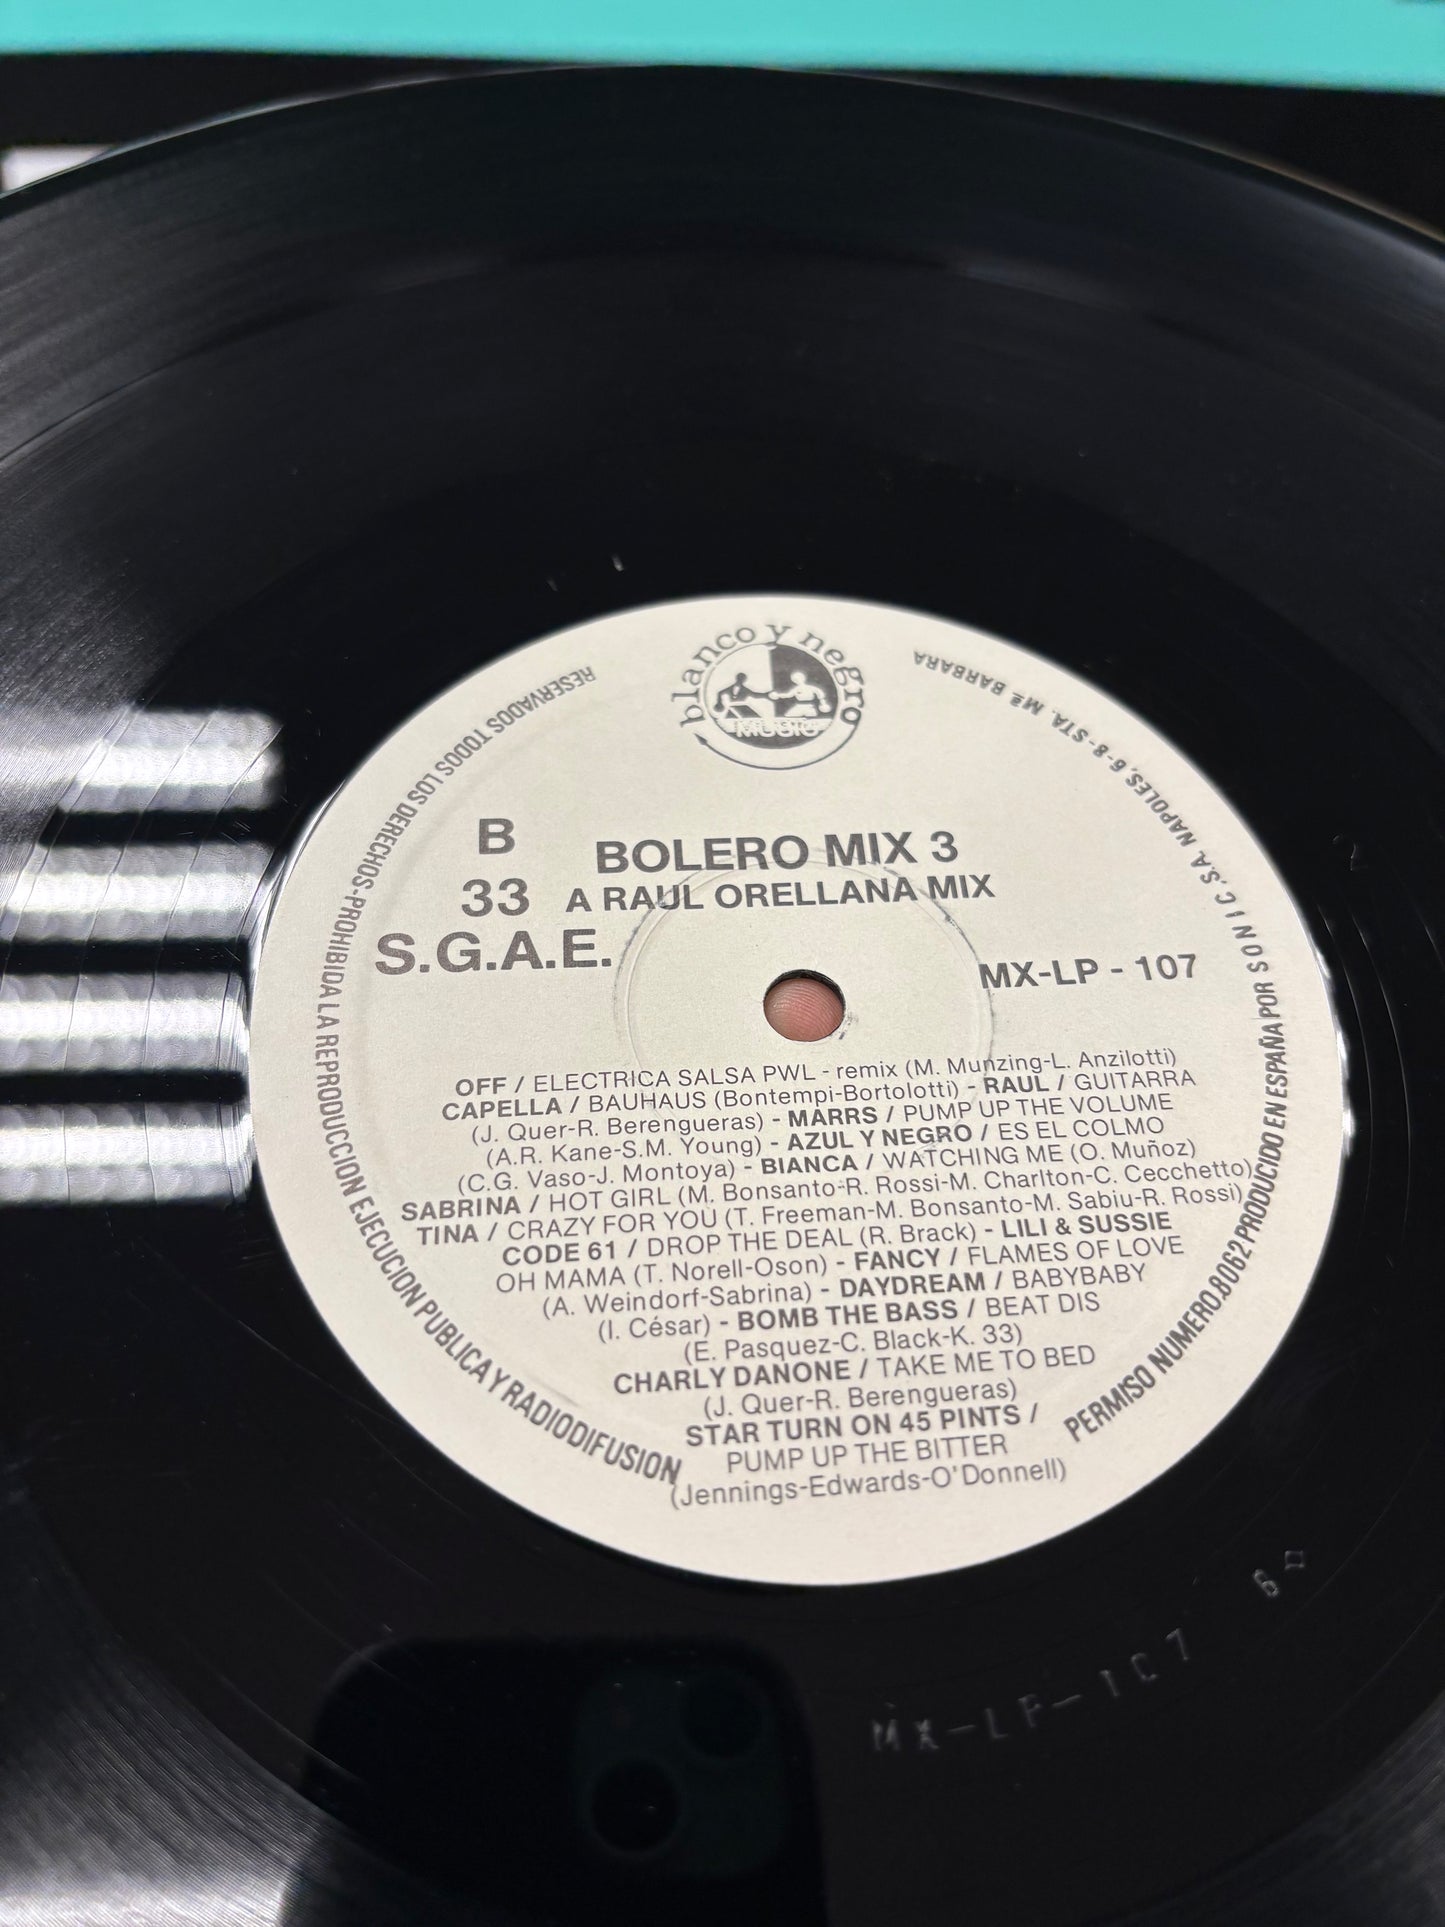 blanco y negro
MUSIC
RESERVADOS TODOS LOS DERECHOS-PROHIBIDA LA REPRODUCCION EJECUCION PUBLICA Y RADIODIFUSION
PERMISO NUMERO.8062.PRODUCIDO EN ESPAÑA POR SONIC, S.A. NAPOLES, 6-8-STA. Mª BARBARA
B
BOLERO MIX 3
33
A RAUL ORELLANA MIX
S.G.A.E.
MX-LP - 107
OFF / ELECTRICA SALSA PWL - remix (M. Munzing-L. Anzilotti)
CAPELLA / BAUHAUS (Bontempi-Bortolotti) - RAUL / GUITARRA
(J. Quer-R. Berengueras) - MARRS / PUMP UP THE VOLUME
(A.R. Kane-S.M. Young) - AZUL Y NEGRO / ES EL COLMO
(C.G. Vaso-J. Montoya) - BIANCA / WATCHING ME (O. Muñoz)
SABRINA / HOT GIRL (M. Bonsanto-R. Rossi-M. Charlton-C. Cecchetto)
TINA / CRAZY FOR YOU (T. Freeman-M. Bonsanto-M. Sabiu-R. Rossi)
CODE 61 / DROP THE DEAL (R. Brack) - LILI & SUSSIE
OH MAMA (T. Norell-Oson) - FANCY / FLAMES OF LOVE
(A. Weindorf-Sabrina) - DAYDREAM / BABYBABY
(I. César) - BOMB THE BASS / BEAT DIS
(E. Pasquez-C. Black-K. 33)
CHARLY DANONE / TAKE ME TO BED
(J. Quer-R. Berengueras)
STAR TURN ON 45 PINTS /
PUMP UP THE BITTER
(Jennings-Edwards-O'Donnell)
MX-LP-107